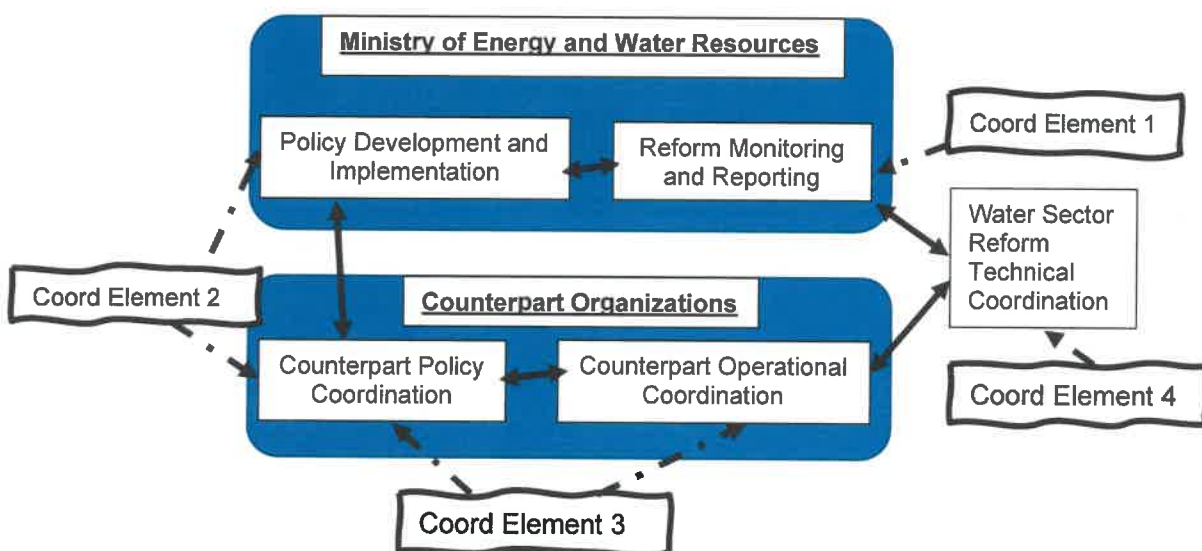 Ministry of Energy and Water Resources
Coord Element 1
Policy Development and
Implementation
Reform Monitoring
and Reporting
Water Sector
Reform
Technical
Coordination
Coord Element 2
Counterpart Organizations
Counterpart Policy
Coordination
Counterpart Operational
Coordination
Coord Element 4
Coord Element 3